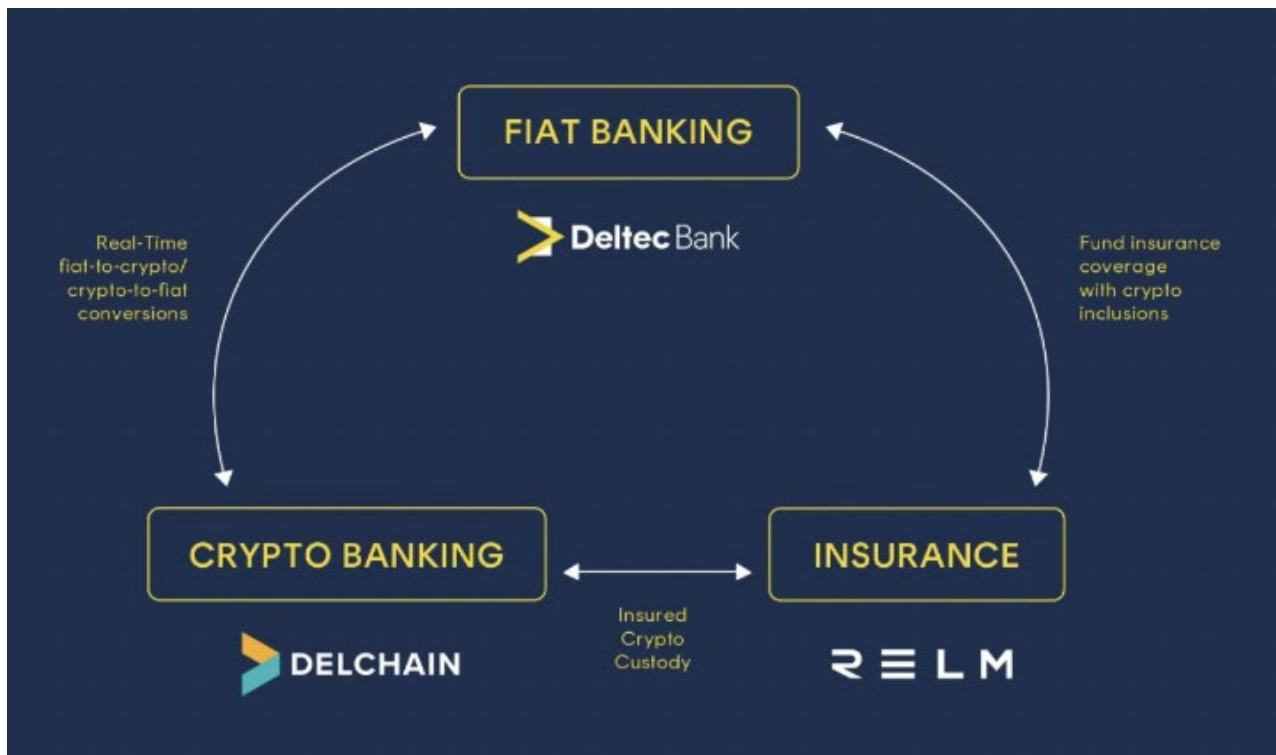 FIAT BANKING
Deltec Bank
Real-Time
fiat-to-crypto/
crypto-to-fiat
conversions
Fund insurance
coverage
with crypto
inclusions
CRYPTO BANKING
DELCHAIN
Insured
Crypto
Custody
INSURANCE
RELM